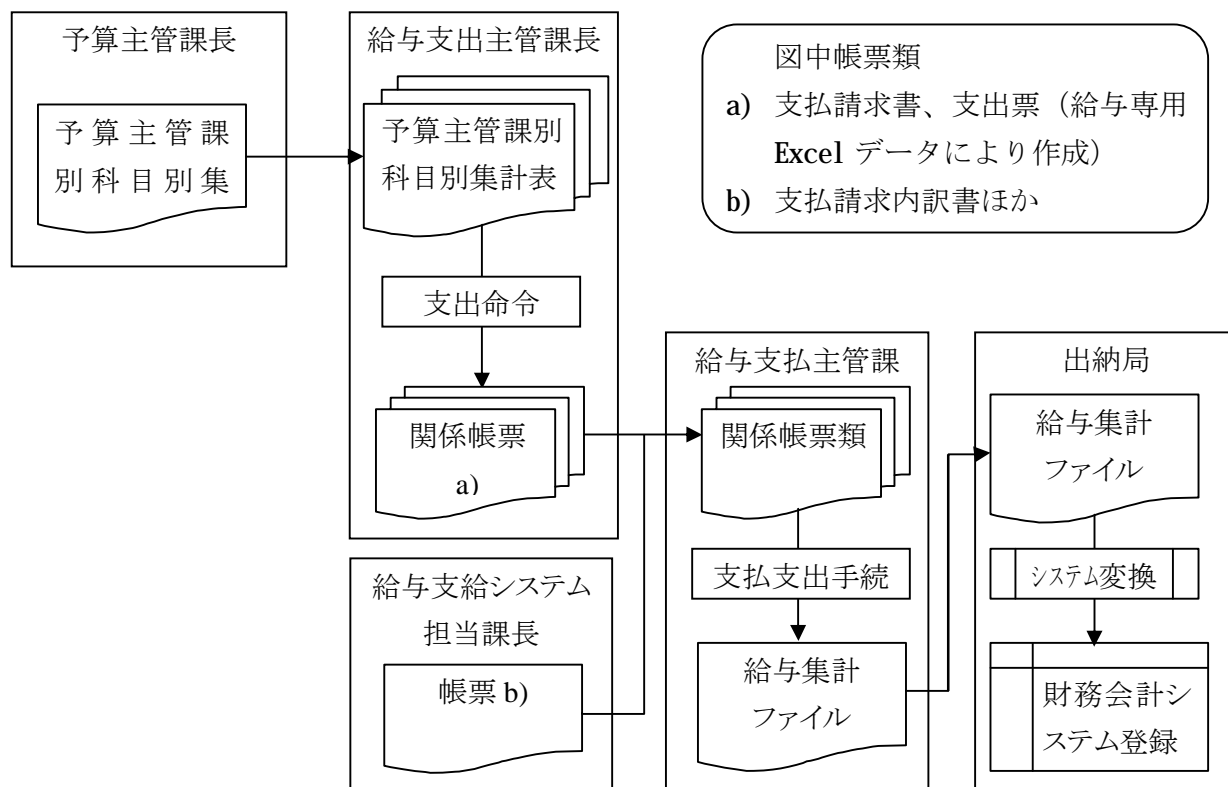 予算主管課長
予算主管課
別科目別集
給与支出主管課長
予算主管課別
科目別集計表
支出命令
関係帳票
a)
図中帳票類
a) 支払請求書、支出票（給与専用
Excel データにより作成）
b) 支払請求内訳書ほか
給与支給システム
担当課長
帳票 b)
給与支払主管課
関係帳票類
支払支出手続
給与集計
ファイル
出納局
給与集計
ファイル
システム変換
財務会計シ
ステム登録